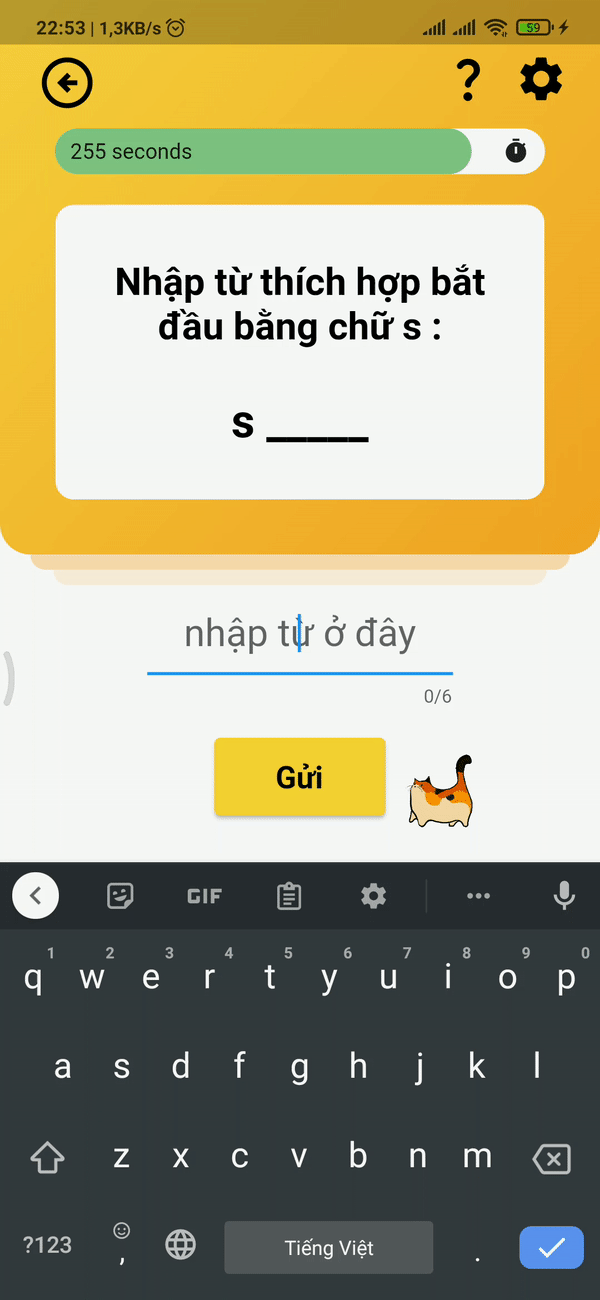 22:53 | 1,3KB/s 59
255 seconds
Nhập từ thích hợp bắt
đầu bằng chữ s :
s _____
nhập từ ở đây
0/6
Gửi
GIF
1 2 3 4 5 6 7 8 9 0
q w e r t y u i o p
a s d f g h j k l
z x c v b n m
?123 , Tiếng Việt .